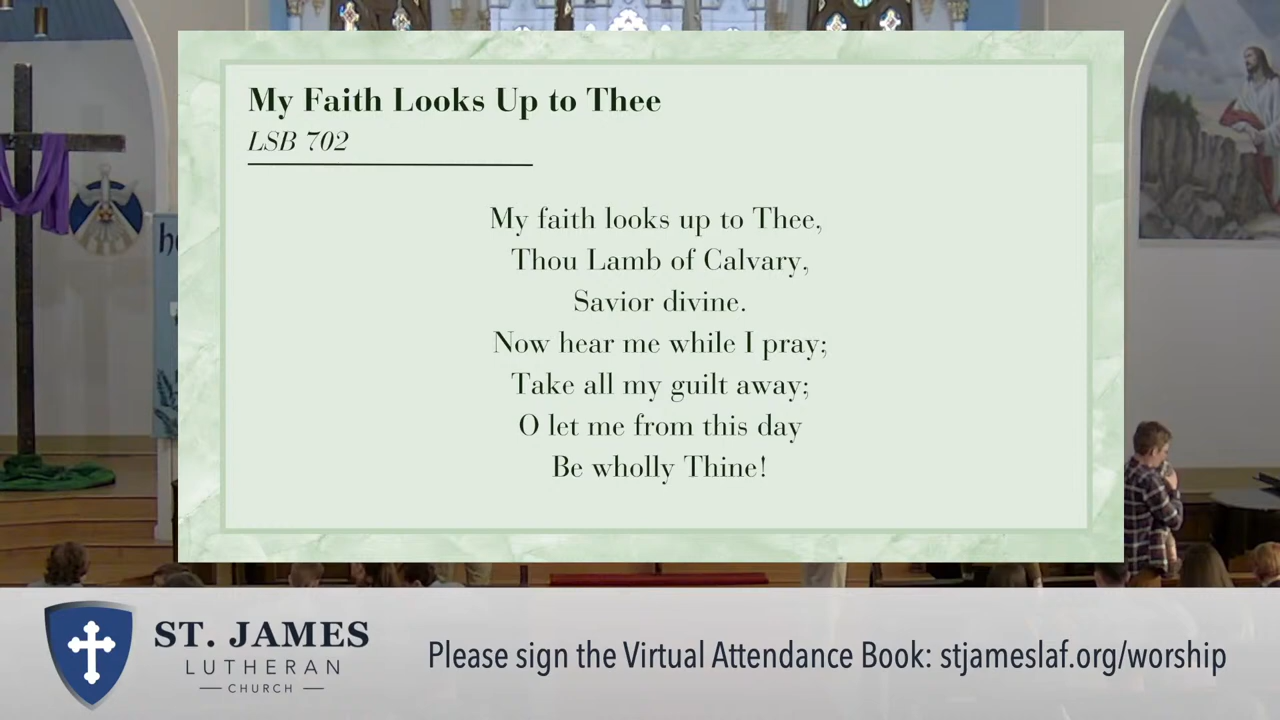 My Faith Looks Up to Thee
LSB 702
My faith looks up to Thee,
Thou Lamb of Calvary,
Savior divine.
Now hear me while I pray;
Take all my guilt away;
O let me from this day
Be wholly Thine!
ST. JAMES
LUTHERAN
CHURCH
Please sign the Virtual Attendance Book: stjameslaf.org/worship